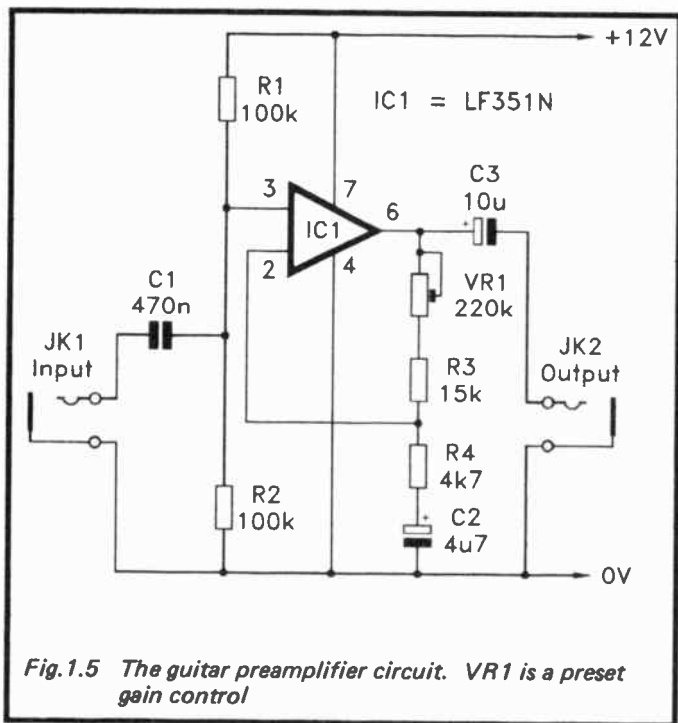 +12V
R1
100k
IC1 = LF351N
C3
10u
+
3
7
6
IC1
2
4
C1
470n
VR1
220k
JK1
Input
R3
15k
JK2
Output
R4
4k7
R2
100k
+
C2
4u7
0V
Fig.1.5 The guitar preamplifier circuit. VR1 is a preset
gain control